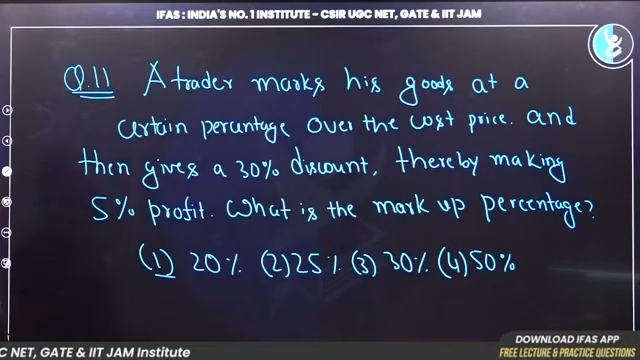 IFAS : INDIA'S NO. 1 INSTITUTE – CSIR UGC NET, GATE & IIT JAM
Q.11 A trader marks his goods at a
certain percantage over the cost price. and
then gives a 30% discount, thereby making
5% profit. What is the mark up percentage?
(1) 20% (2) 25% (3) 30% (4) 50%
DOWNLOAD IFAS APP
C NET, GATE & IIT JAM Institute
FREE LECTURE & PRACTICE QUESTIONS